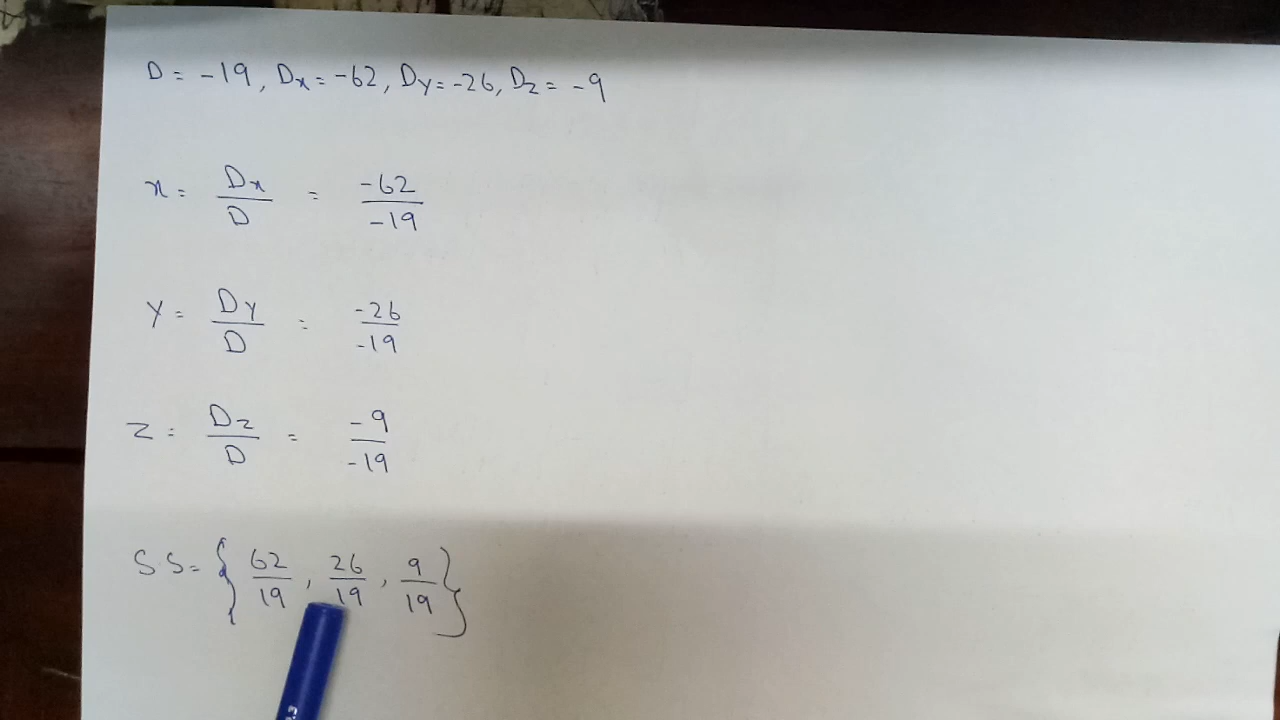 D = -19, Dx = -62, Dy = -26, Dz = -9
x = Dx/D = -62/-19
y = Dy/D = -26/-19
z = Dz/D = -9/-19
SS = {62/19, 26/19, 9/19}